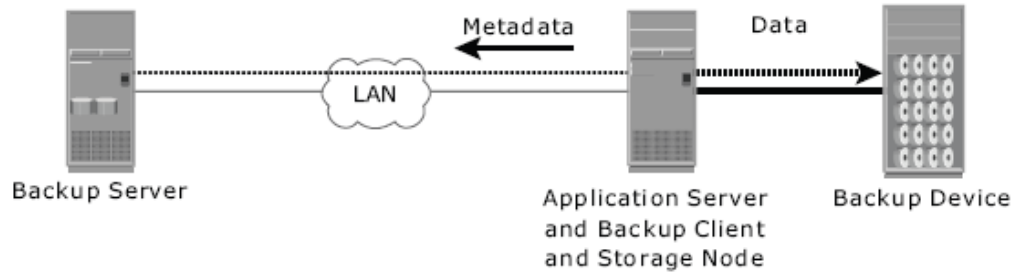 Metadata
Data
LAN
Backup Server
Application Server
and Backup Client
and Storage Node
Backup Device